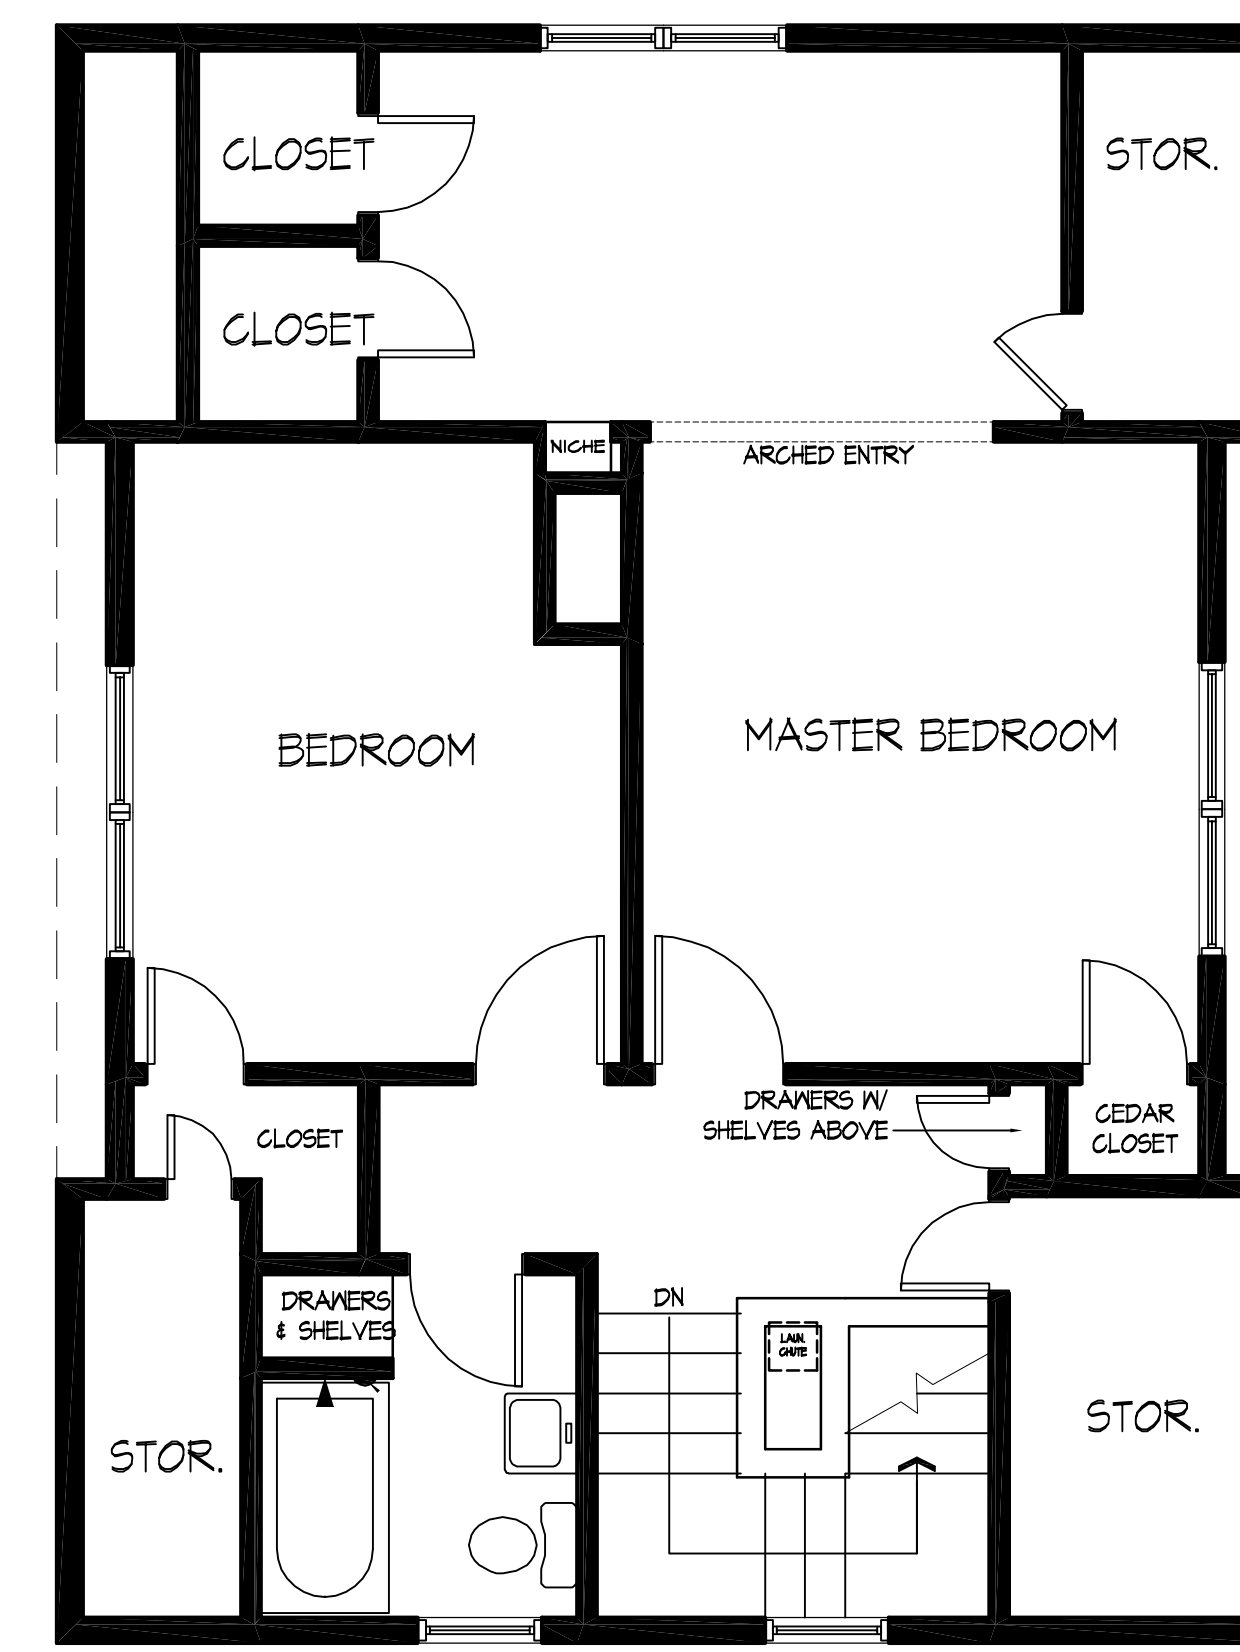 CLOSET
STOR.
CLOSET
NICHE
ARCHED ENTRY
BEDROOM
MASTER BEDROOM
DRAWERS W/
SHELVES ABOVE
CEDAR
CLOSET
CLOSET
DRAWERS
& SHELVES
DN
LAUN.
CHUTE
STOR.
STOR.